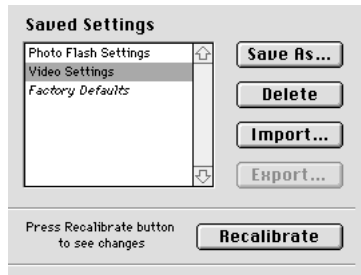 Saved Settings
Photo Flash Settings
Video Settings
Factory Defaults
Save As...
Delete
Import...
Export...
Press Recalibrate button
to see changes
Recalibrate